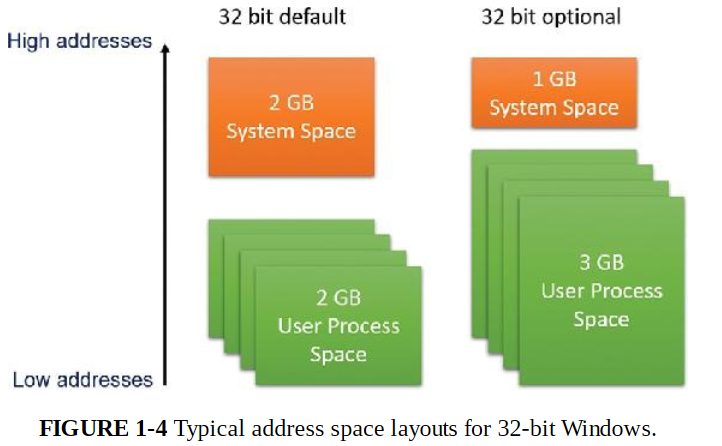 32 bit default
32 bit optional
High addresses
2 GB
System Space
1 GB
System Space
2 GB
User Process
Space
3 GB
User Process
Space
Low addresses
FIGURE 1-4 Typical address space layouts for 32-bit Windows.